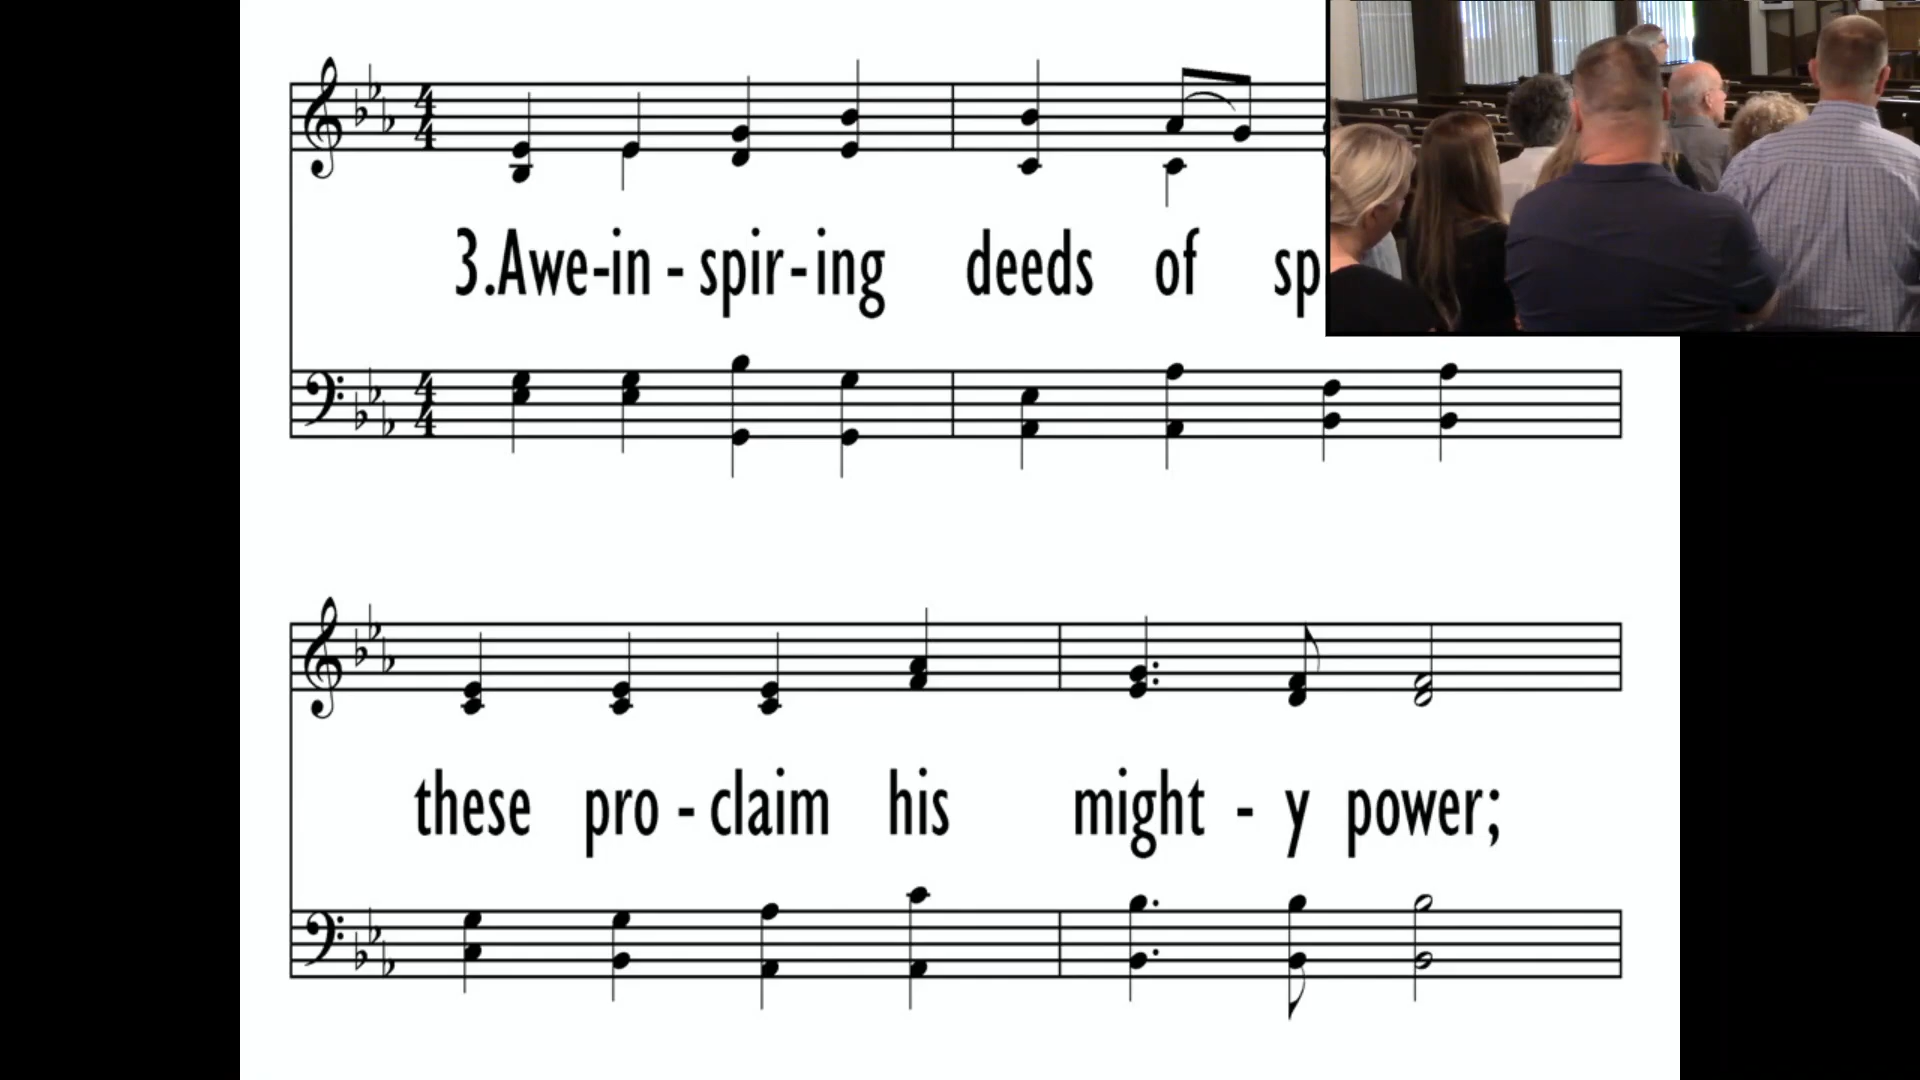 3.Awe-in - spir-ing deeds of sp
these pro - claim his might - y power;